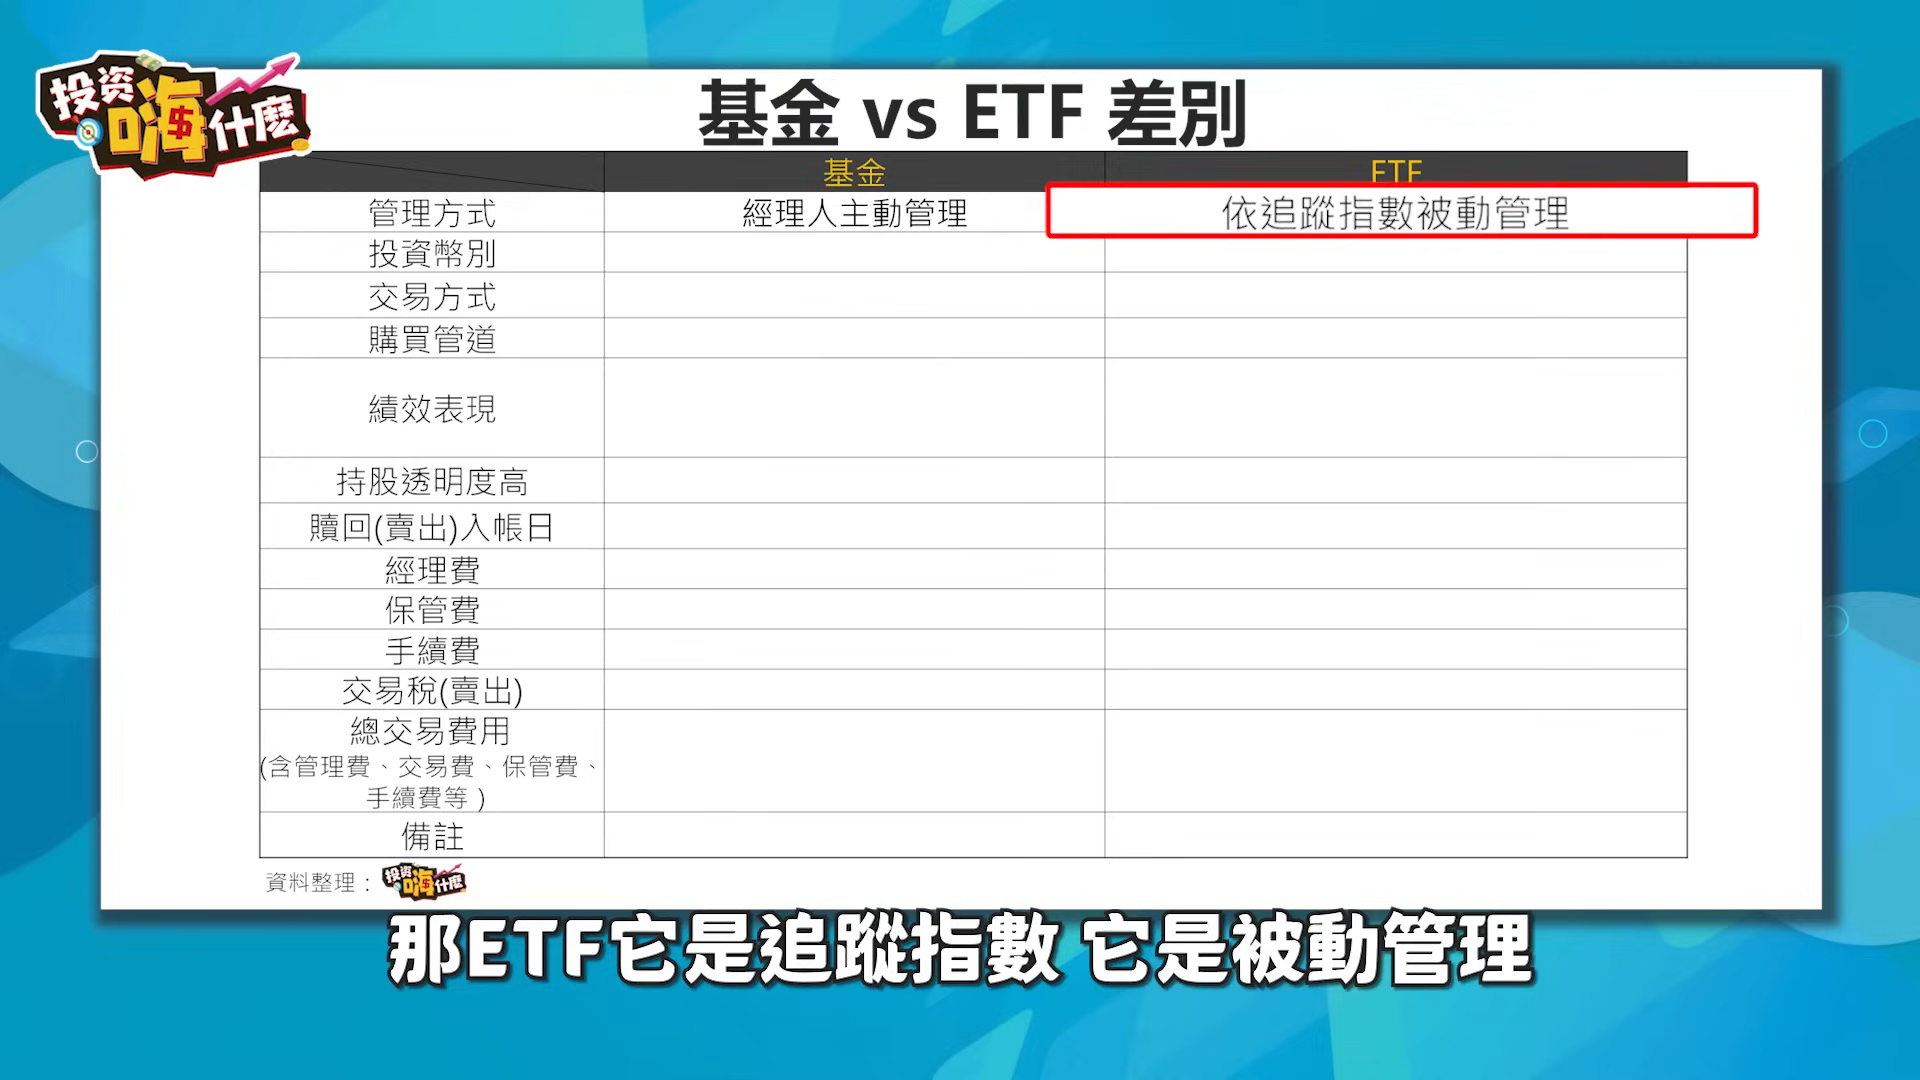 投資
嗨
什麼
基金 vs ETF 差別
基金
ETF
管理方式
經理人主動管理
依追蹤指數被動管理
投資幣別
交易方式
購買管道
績效表現
持股透明度高
贖回(賣出)入帳日
經理費
保管費
手續費
交易稅(賣出)
總交易費用
(含管理費、交易費、保管費、
手續費等)
備註
資料整理：
投資
嗨
什麼
那ETF它是追蹤指數 它是被動管理